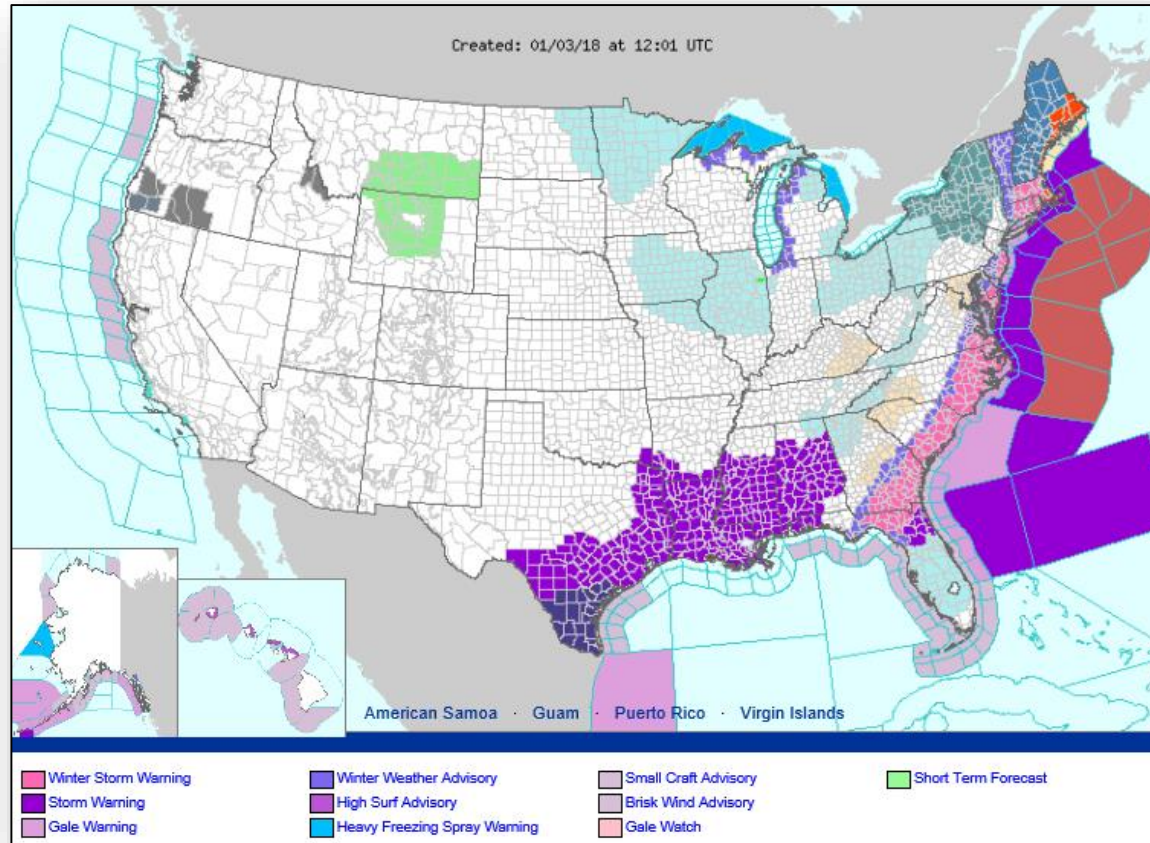 Created: 01/03/18 at 12:01 UTC
American Samoa · Guam · Puerto Rico · Virgin Islands
Winter Storm Warning
Winter Weather Advisory
Small Craft Advisory
Short Term Forecast
Storm Warning
High Surf Advisory
Brisk Wind Advisory
Gale Warning
Heavy Freezing Spray Warning
Gale Watch